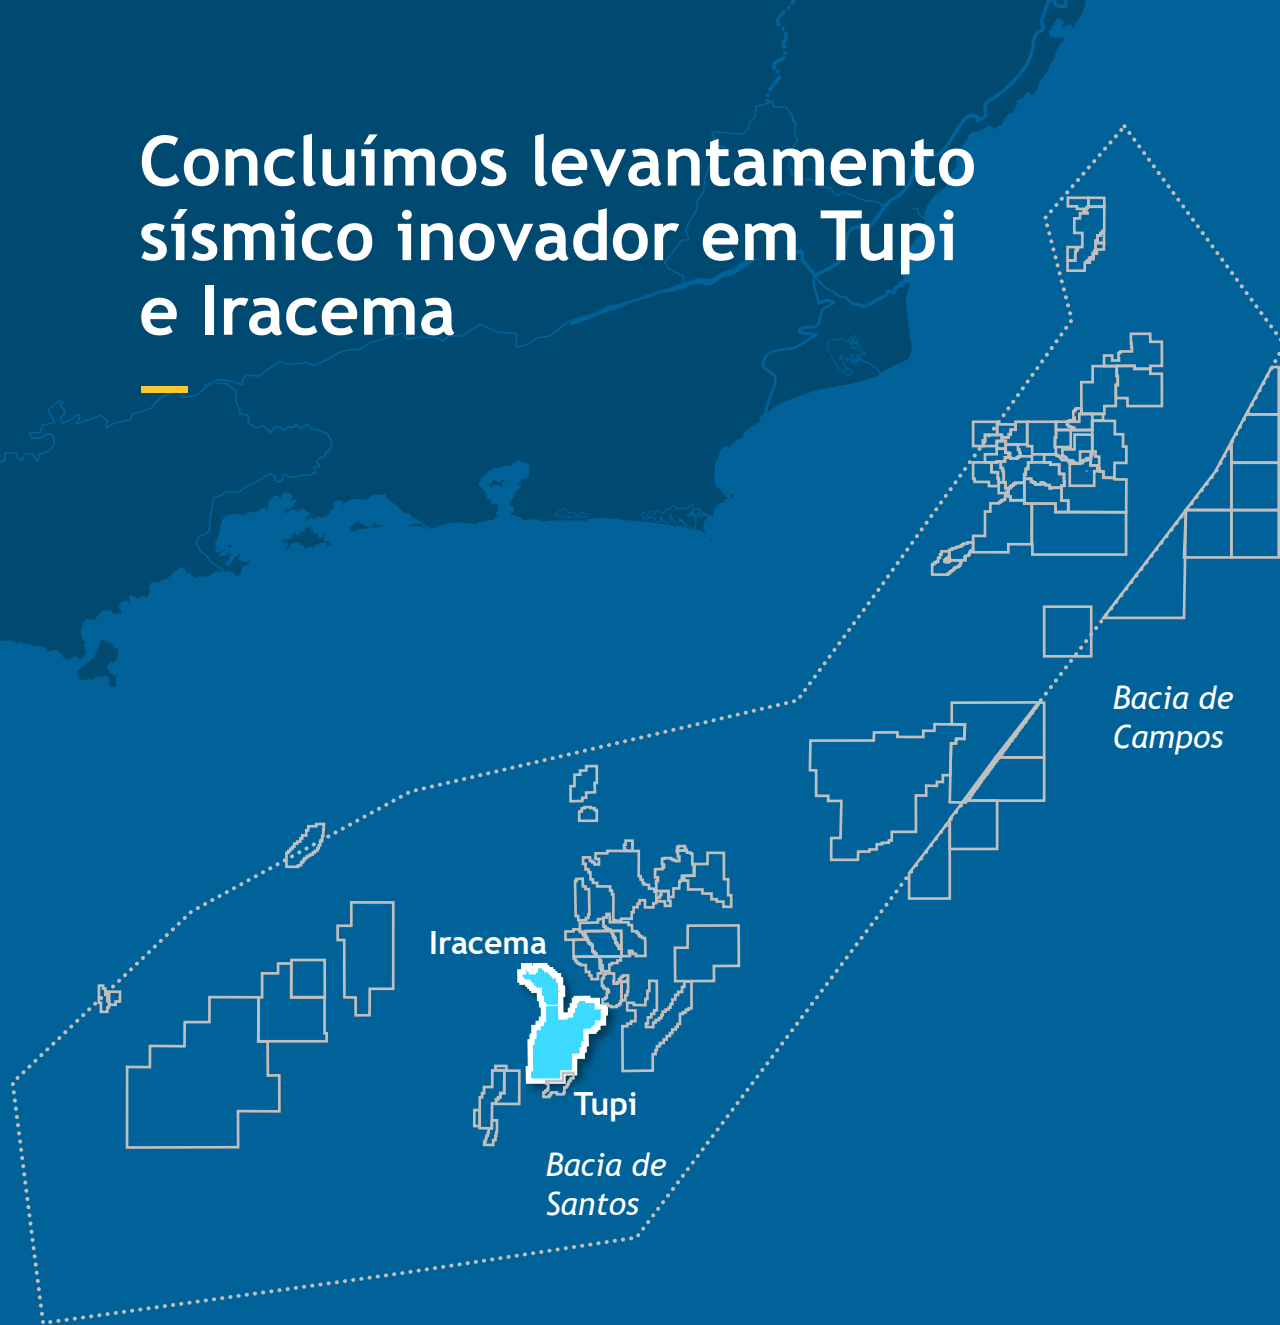 Concluímos levantamento
sísmico inovador em Tupi
e Iracema
Bacia de
Campos
Iracema
Tupi
Bacia de
Santos